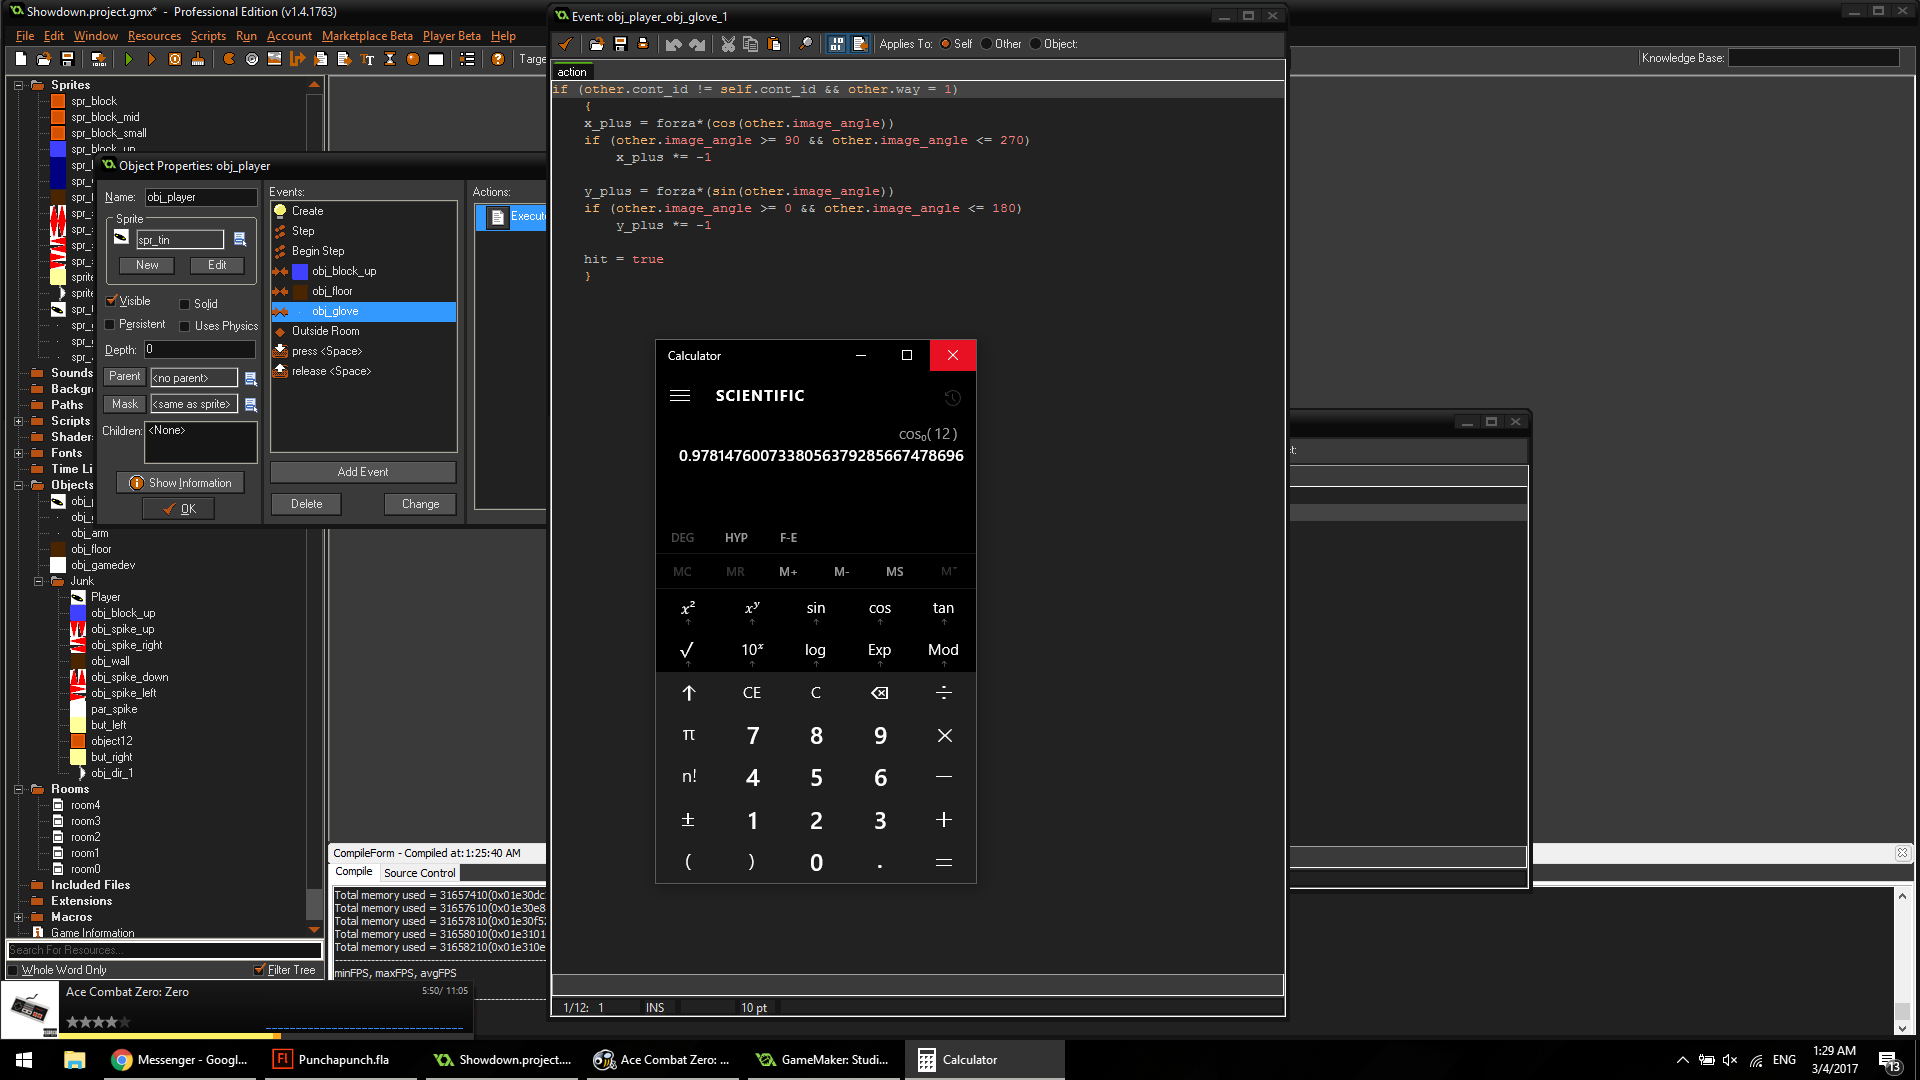 Showdown.project.gmx* - Professional Edition (v1.4.1763)
File Edit Window Resources Scripts Run Account Marketplace Beta Player Beta Help
Target
Knowledge Base:
Sprites
spr_block
spr_block_mid
spr_block_small
spr_block_up
Sounds
Paths
Scripts
Fonts
Objects
obj_arm
obj_floor
obj_gamedev
Junk
Player
obj_block_up
obj_spike_up
obj_spike_right
obj_wall
obj_spike_down
obj_spike_left
par_spike
but_left
object12
but_right
obj_dir_1
Rooms
room4
room3
room2
room1
room0
Included Files
Extensions
Macros
Game Information
Search For Resources...
Whole Word Only Filter Tree
Object Properties: obj_player
Name: obj_player
Sprite
spr_tin
New Edit
Visible Solid
Persistent Uses Physics
Depth: 0
Parent <no parent>
Mask <same as sprite>
Children: <None>
Show Information
OK
Events:
Create
Step
Begin Step
obj_block_up
obj_floor
obj_glove
Outside Room
press <Space>
release <Space>
Add Event
Delete Change
Actions:
Execute
Event: obj_player_obj_glove_1
Applies To: Self Other Object:
action
if (other.cont_id != self.cont_id && other.way = 1)
{
x_plus = forza*(cos(other.image_angle))
if (other.image_angle >= 90 && other.image_angle <= 270)
x_plus *= -1
y_plus = forza*(sin(other.image_angle))
if (other.image_angle >= 0 && other.image_angle <= 180)
y_plus *= -1
hit = true
}
1/12: 1 INS 10 pt
Calculator
SCIENTIFIC
cos₀( 12 )
0.97814760073380563792856674786​96
DEG HYP F-E
MC MR M+ M- MS M
x² xʸ sin cos tan
√ 10ˣ log Exp Mod
↑ CE C ÷
π 7 8 9 ×
n! 4 5 6 −
± 1 2 3 +
( ) 0 . =
CompileForm - Compiled at:1:25:40 AM
Compile Source Control
Total memory used = 31657410(0x01e30dc
Total memory used = 31657610(0x01e30e8
Total memory used = 31657810(0x01e30f52
Total memory used = 31658010(0x01e3101
Total memory used = 31658210(0x01e310e
minFPS, maxFPS, avgFPS
Ace Combat Zero: Zero 5:50/ 11:05
Messenger - Googl...
Punchapunch.fla
Showdown.project....
Ace Combat Zero: ...
GameMaker: Studi...
Calculator
ENG
1:29 AM
3/4/2017
13